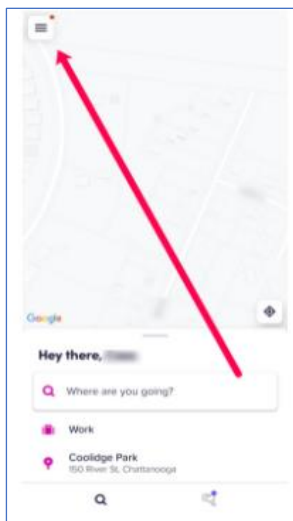 Google
Hey there,
Where are you going?
Work
Coolidge Park
150 River St, Chattanooga